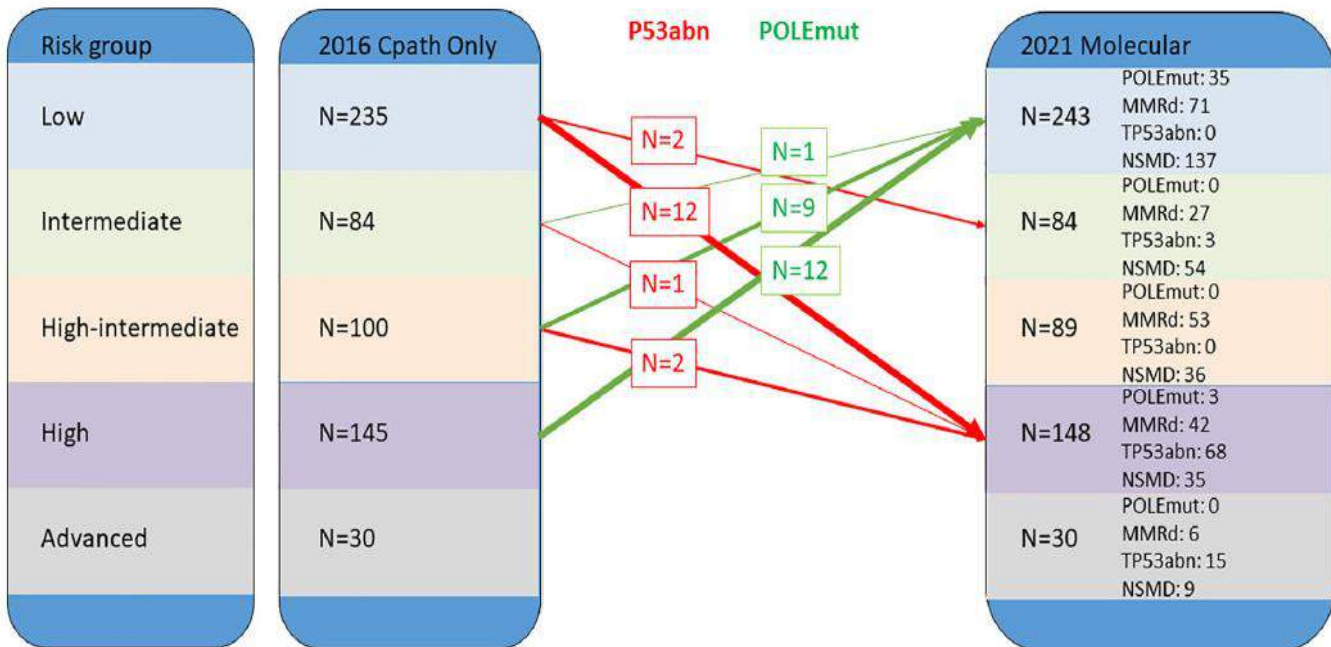 Risk group
Low
Intermediate
High-intermediate
High
Advanced
2016 Cpath Only
N=235
N=84
N=100
N=145
N=30
P53abn
POLEmut
N=2
N=12
N=1
N=2
N=1
N=9
N=12
2021 Molecular
N=243
POLEmut: 35
MMRd: 71
TP53abn: 0
NSMD: 137
N=84
POLEmut: 0
MMRd: 27
TP53abn: 3
NSMD: 54
N=89
POLEmut: 0
MMRd: 53
TP53abn: 0
NSMD: 36
N=148
POLEmut: 3
MMRd: 42
TP53abn: 68
NSMD: 35
N=30
POLEmut: 0
MMRd: 6
TP53abn: 15
NSMD: 9